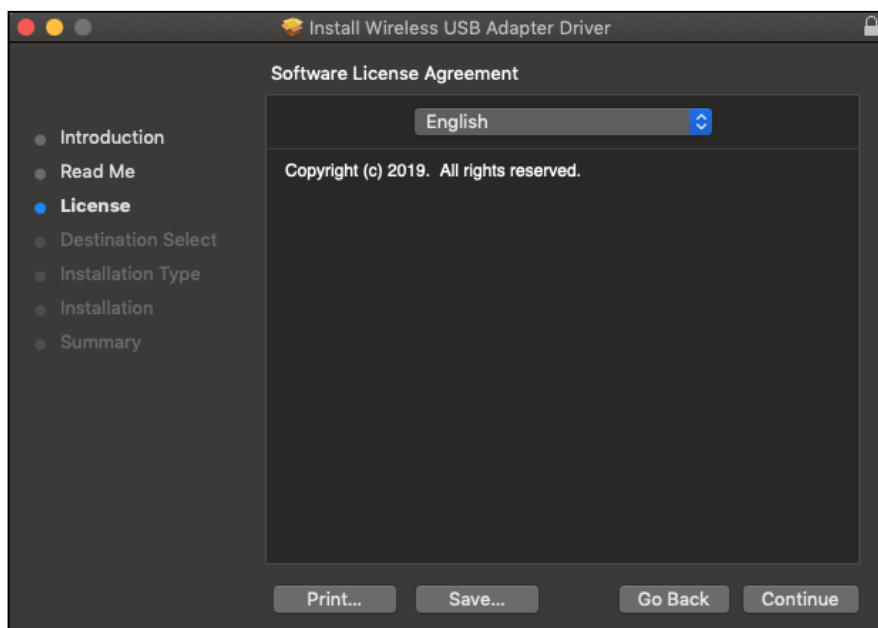 Install Wireless USB Adapter Driver
Software License Agreement
Introduction
Read Me
License
Destination Select
Installation Type
Installation
Summary
English
Copyright (c) 2019.  All rights reserved.
Print...
Save...
Go Back
Continue